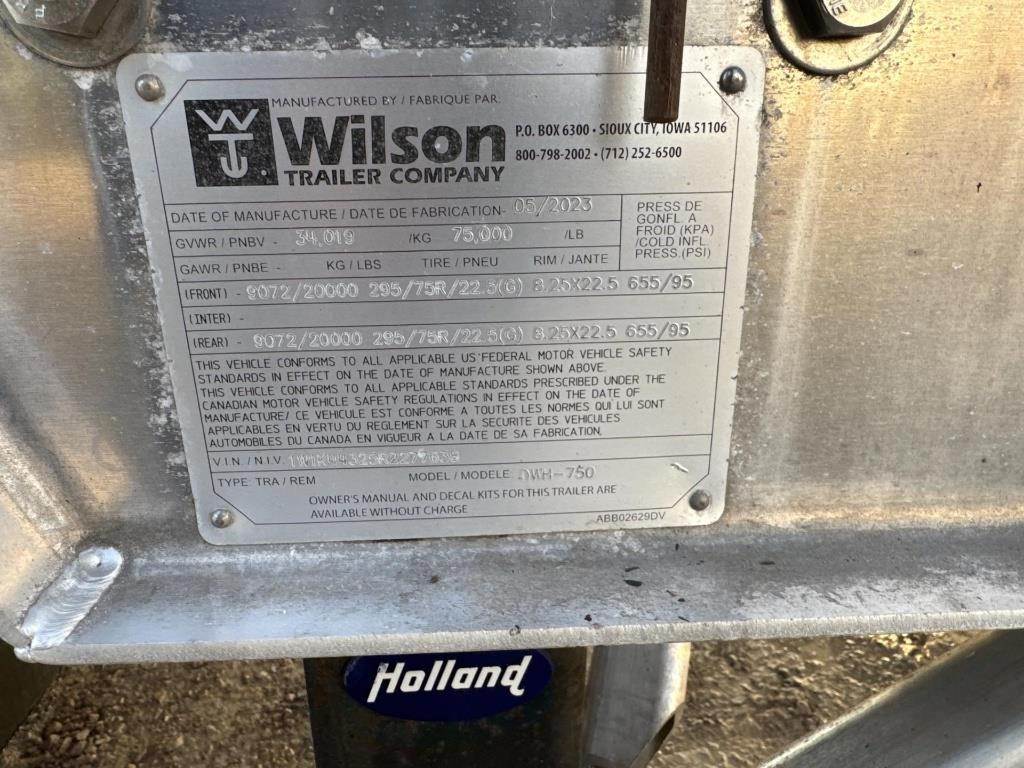 MANUFACTURED BY / FABRIQUE PAR:
WTC
Wilson
TRAILER COMPANY
P.O. BOX 6300 • SIOUX CITY, IOWA 51106
800-798-2002 • (712) 252-6500
DATE OF MANUFACTURE / DATE DE FABRICATION- 05/2023
GVWR / PNBV - 34,019 /KG 75,000 /LB
PRESS DE
GONFL. A
FROID (KPA)
/COLD INFL.
PRESS.(PSI)
GAWR / PNBE - KG / LBS TIRE / PNEU RIM / JANTE
(FRONT) - 9072/20000 295/75R/22.5(G) 8.25X22.5 655/95
(INTER) -
(REAR) - 9072/20000 295/75R/22.5(G) 8.25X22.5 655/95
THIS VEHICLE CONFORMS TO ALL APPLICABLE US FEDERAL MOTOR VEHICLE SAFETY
STANDARDS IN EFFECT ON THE DATE OF MANUFACTURE SHOWN ABOVE.
THIS VEHICLE CONFORMS TO ALL APPLICABLE STANDARDS PRESCRIBED UNDER THE
CANADIAN MOTOR VEHICLE SAFETY REGULATIONS IN EFFECT ON THE DATE OF
MANUFACTURE/ CE VEHICULE EST CONFORME A TOUTES LES NORMES QUI LUI SONT
APPLICABLES EN VERTU DU REGLEMENT SUR LA SECURITE DES VEHICULES
AUTOMOBILES DU CANADA EN VIGUEUR A LA DATE DE SA FABRICATION.
V.I.N. / N.I.V.
TYPE: TRA / REM MODEL / MODELE: DWH-750
OWNER'S MANUAL AND DECAL KITS FOR THIS TRAILER ARE
AVAILABLE WITHOUT CHARGE
ABB02629DV
Holland